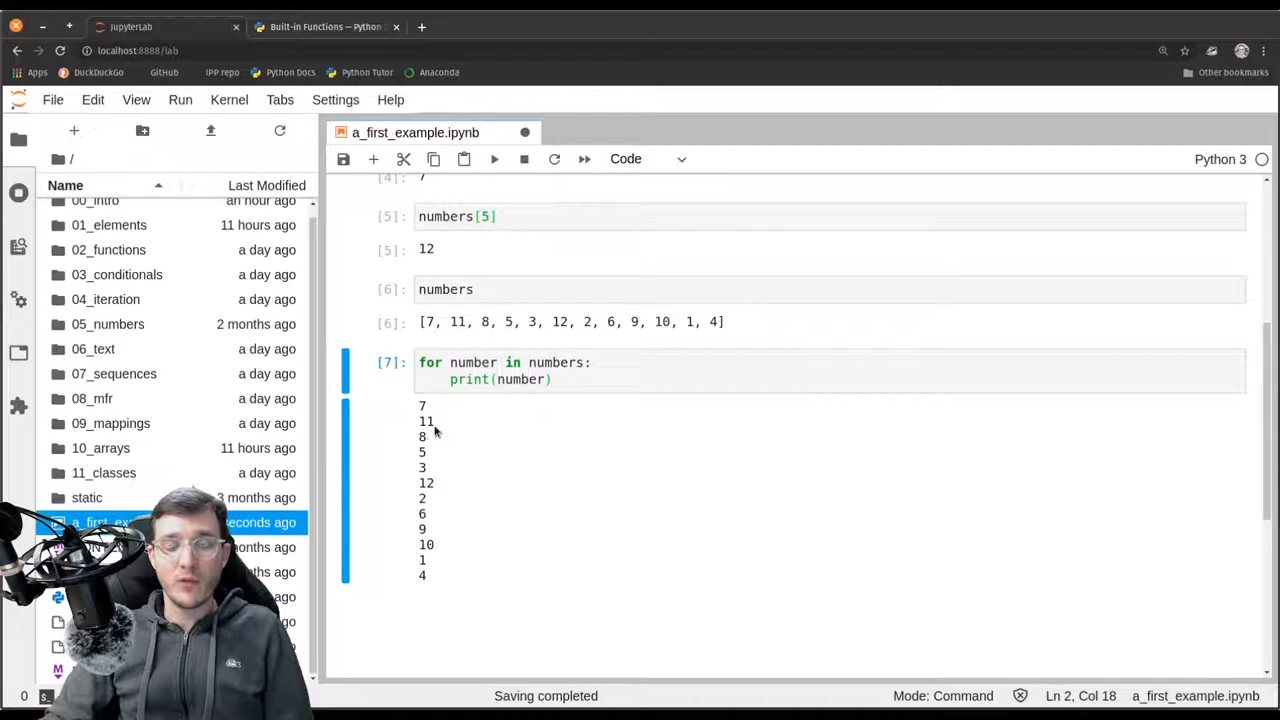 JupyterLab
Built-in Functions — Python
localhost:8888/lab
Apps DuckDuckGo GitHub IPP repo Python Docs Python Tutor Anaconda Other bookmarks
File Edit View Run Kernel Tabs Settings Help
a_first_example.ipynb
Code
Python 3
/
Name Last Modified
00_intro an hour ago
01_elements 11 hours ago
02_functions a day ago
03_conditionals a day ago
04_iteration a day ago
05_numbers 2 months ago
06_text a day ago
07_sequences a day ago
08_mfr a day ago
09_mappings a day ago
10_arrays 11 hours ago
11_classes a day ago
static 3 months ago
a_first_ex seconds ago
months ago
ago
ago
ago
ago
[4]: 7
[5]: numbers[5]
[5]: 12
[6]: numbers
[6]: [7, 11, 8, 5, 3, 12, 2, 6, 9, 10, 1, 4]
[7]: for number in numbers:
print(number)
7
11
8
5
3
12
2
6
9
10
1
4
0 $_ Saving completed Mode: Command Ln 2, Col 18 a_first_example.ipynb